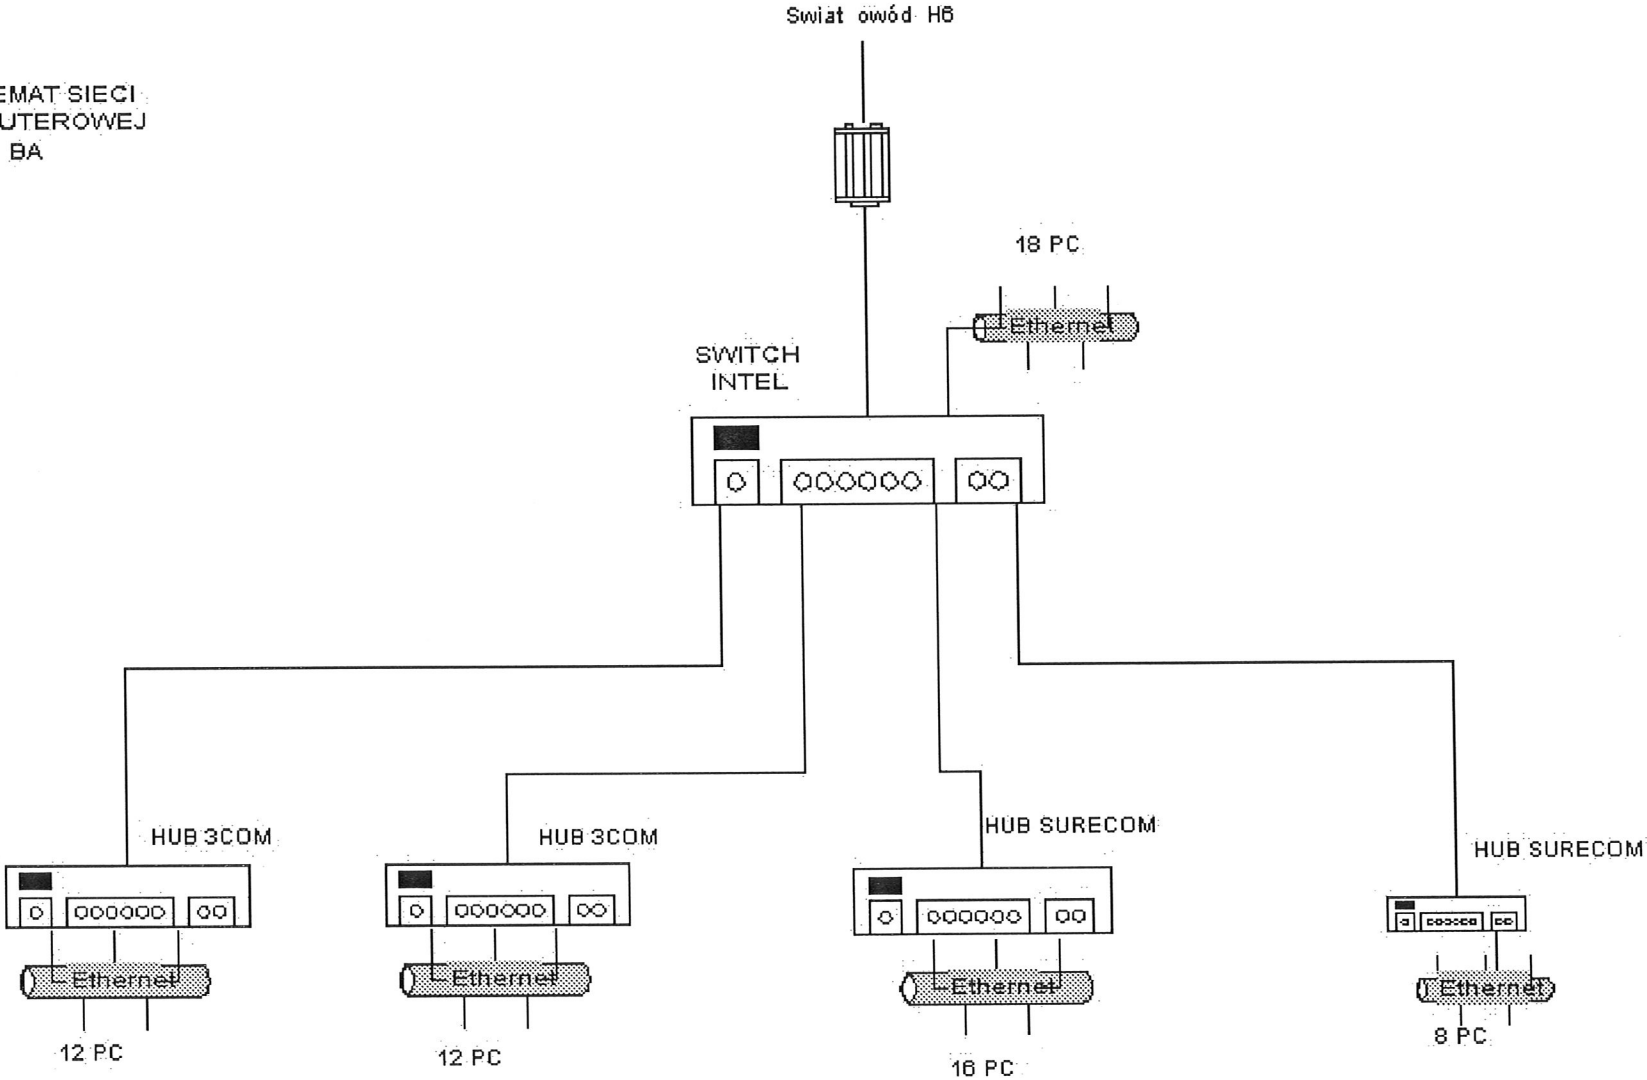 Swiat owód H6
EMAT SIECI
UTEROWEJ
BA
18 PC
Ethernet
SWITCH
INTEL
HUB 3COM
HUB 3COM
HUB SURECOM
HUB SURECOM
Ethernet
Ethernet
Ethernet
Ethernet
12 PC
12 PC
16 PC
8 PC